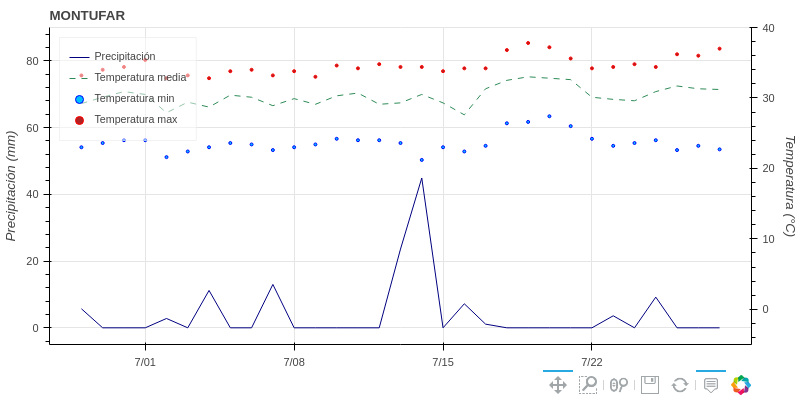 MONTUFAR
Precipitación
Temperatura media
Temperatura min
Temperatura max
Precipitación (mm)
80
60
40
20
0
Temperatura (°C)
40
30
20
10
0
7/01
7/08
7/15
7/22